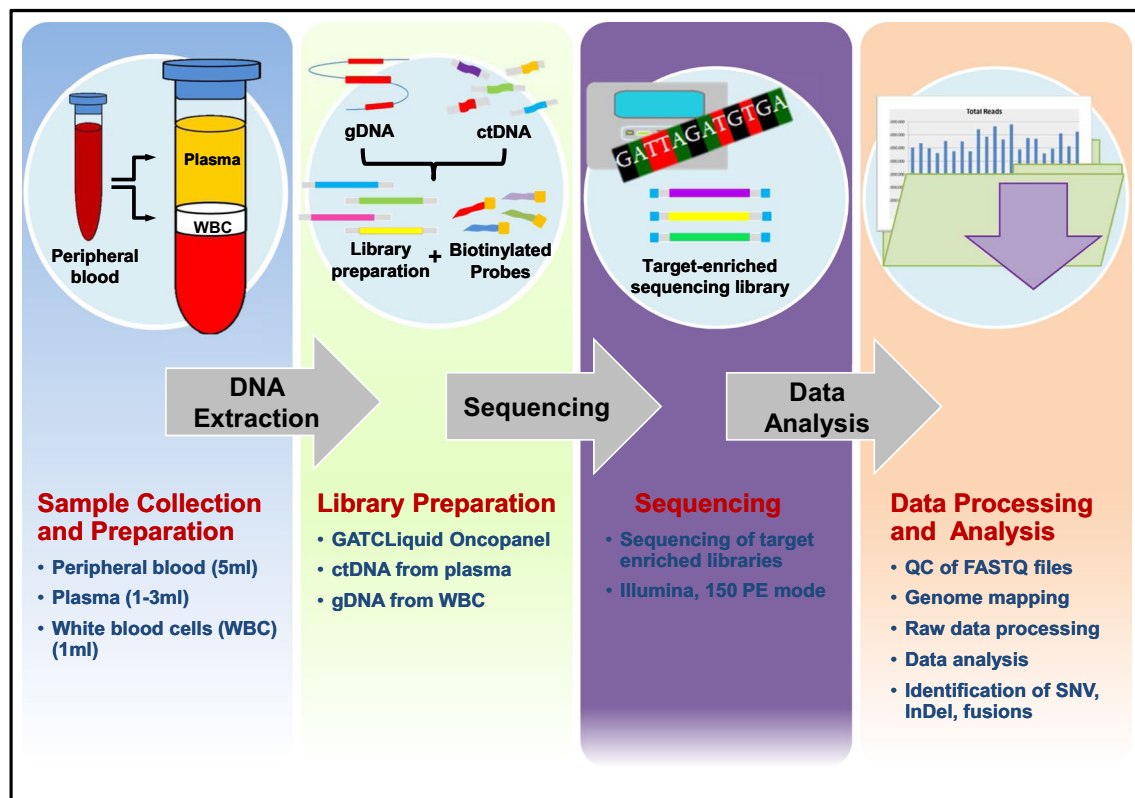 Peripheral
blood
Plasma
WBC
gDNA
ctDNA
Library
preparation
+
Biotinylated
Probes
GATTAGATGTGA
Target-enriched
sequencing library
Total Reads
DNA
Extraction
Sequencing
Data
Analysis
Sample Collection
and Preparation
• Peripheral blood (5ml)
• Plasma (1-3ml)
• White blood cells (WBC)
(1ml)
Library Preparation
• GATCLiquid Oncopanel
• ctDNA from plasma
• gDNA from WBC
Sequencing
• Sequencing of target
enriched libraries
• Illumina, 150 PE mode
Data Processing
and Analysis
• QC of FASTQ files
• Genome mapping
• Raw data processing
• Data analysis
• Identification of SNV,
InDel, fusions